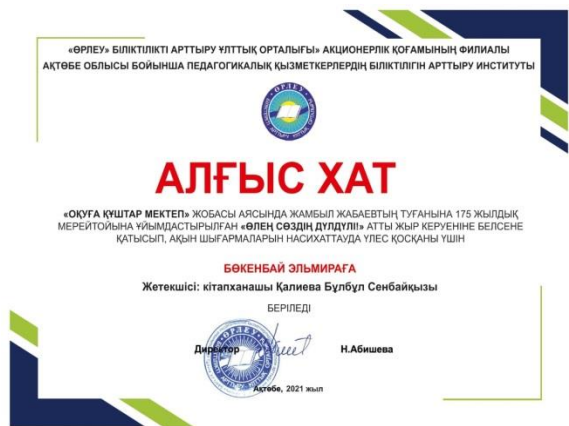 «ӨРЛЕУ» БІЛІКТІЛІКТІ АРТТЫРУ ҰЛТТЫҚ ОРТАЛЫҒЫ» АКЦИОНЕРЛІК ҚОҒАМЫНЫҢ ФИЛИАЛЫ
АҚТӨБЕ ОБЛЫСЫ БОЙЫНША ПЕДАГОГИКАЛЫҚ ҚЫЗМЕТКЕРЛЕРДІҢ БІЛІКТІЛІГІН АРТТЫРУ ИНСТИТУТЫ
АЛҒЫС ХАТ
«ОҚУҒА ҚҰШТАР МЕКТЕП» ЖОБАСЫ АЯСЫНДА ЖАМБЫЛ ЖАБАЕВТЫҢ ТУҒАНЫНА 175 ЖЫЛДЫҚ
МЕРЕЙТОЙЫНА ҰЙЫМДАСТЫРЫЛҒАН «ӨЛЕҢ СӨЗДІҢ ДҮЛДҮЛІ!» АТТЫ ЖЫР КЕРУЕНІНЕ БЕЛСЕНЕ
ҚАТЫСЫП, АҚЫН ШЫҒАРМАЛАРЫН НАСИХАТТАУДА ҮЛЕС ҚОСҚАНЫ ҮШІН
БӨКЕНБАЙ ЭЛЬМИРАҒА
Жетекшісі: кітапханашы Қалиева Бұлбұл Сенбайқызы
БЕРІЛЕДІ
Директор Н.Абишева
Ақтөбе, 2021 жыл